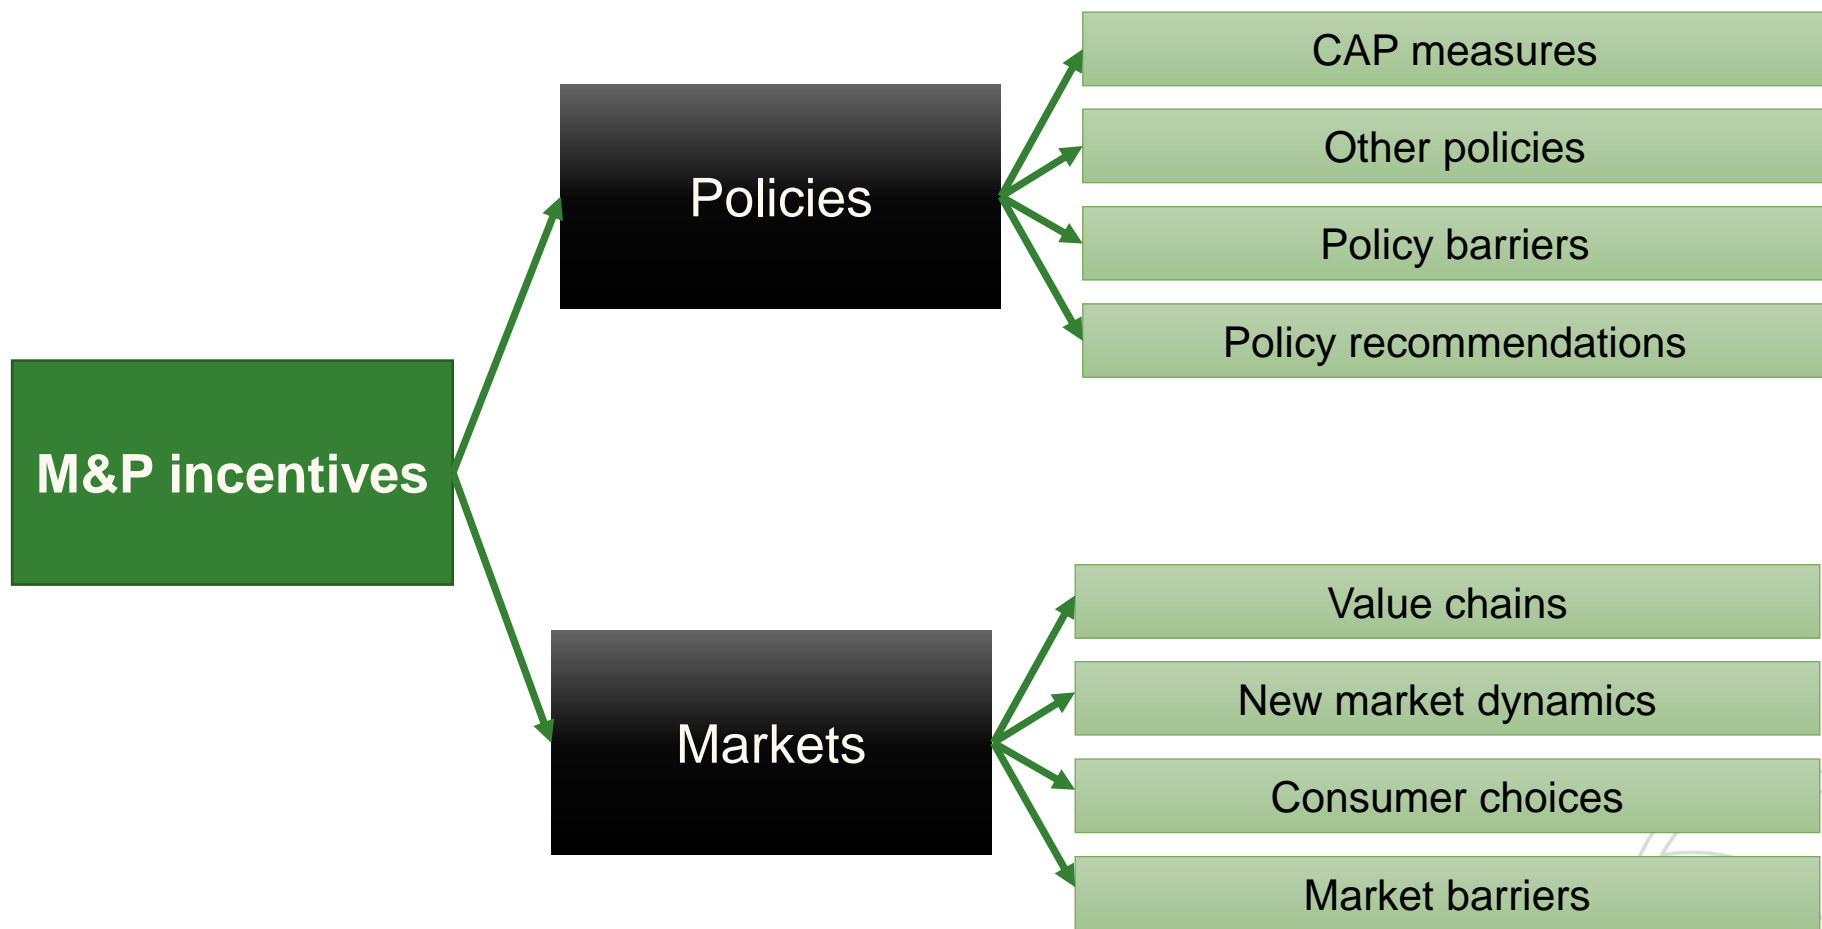 CAP measures
Other policies
Policies
Policy barriers
Policy recommendations
M&P incentives
Value chains
New market dynamics
Markets
Consumer choices
Market barriers